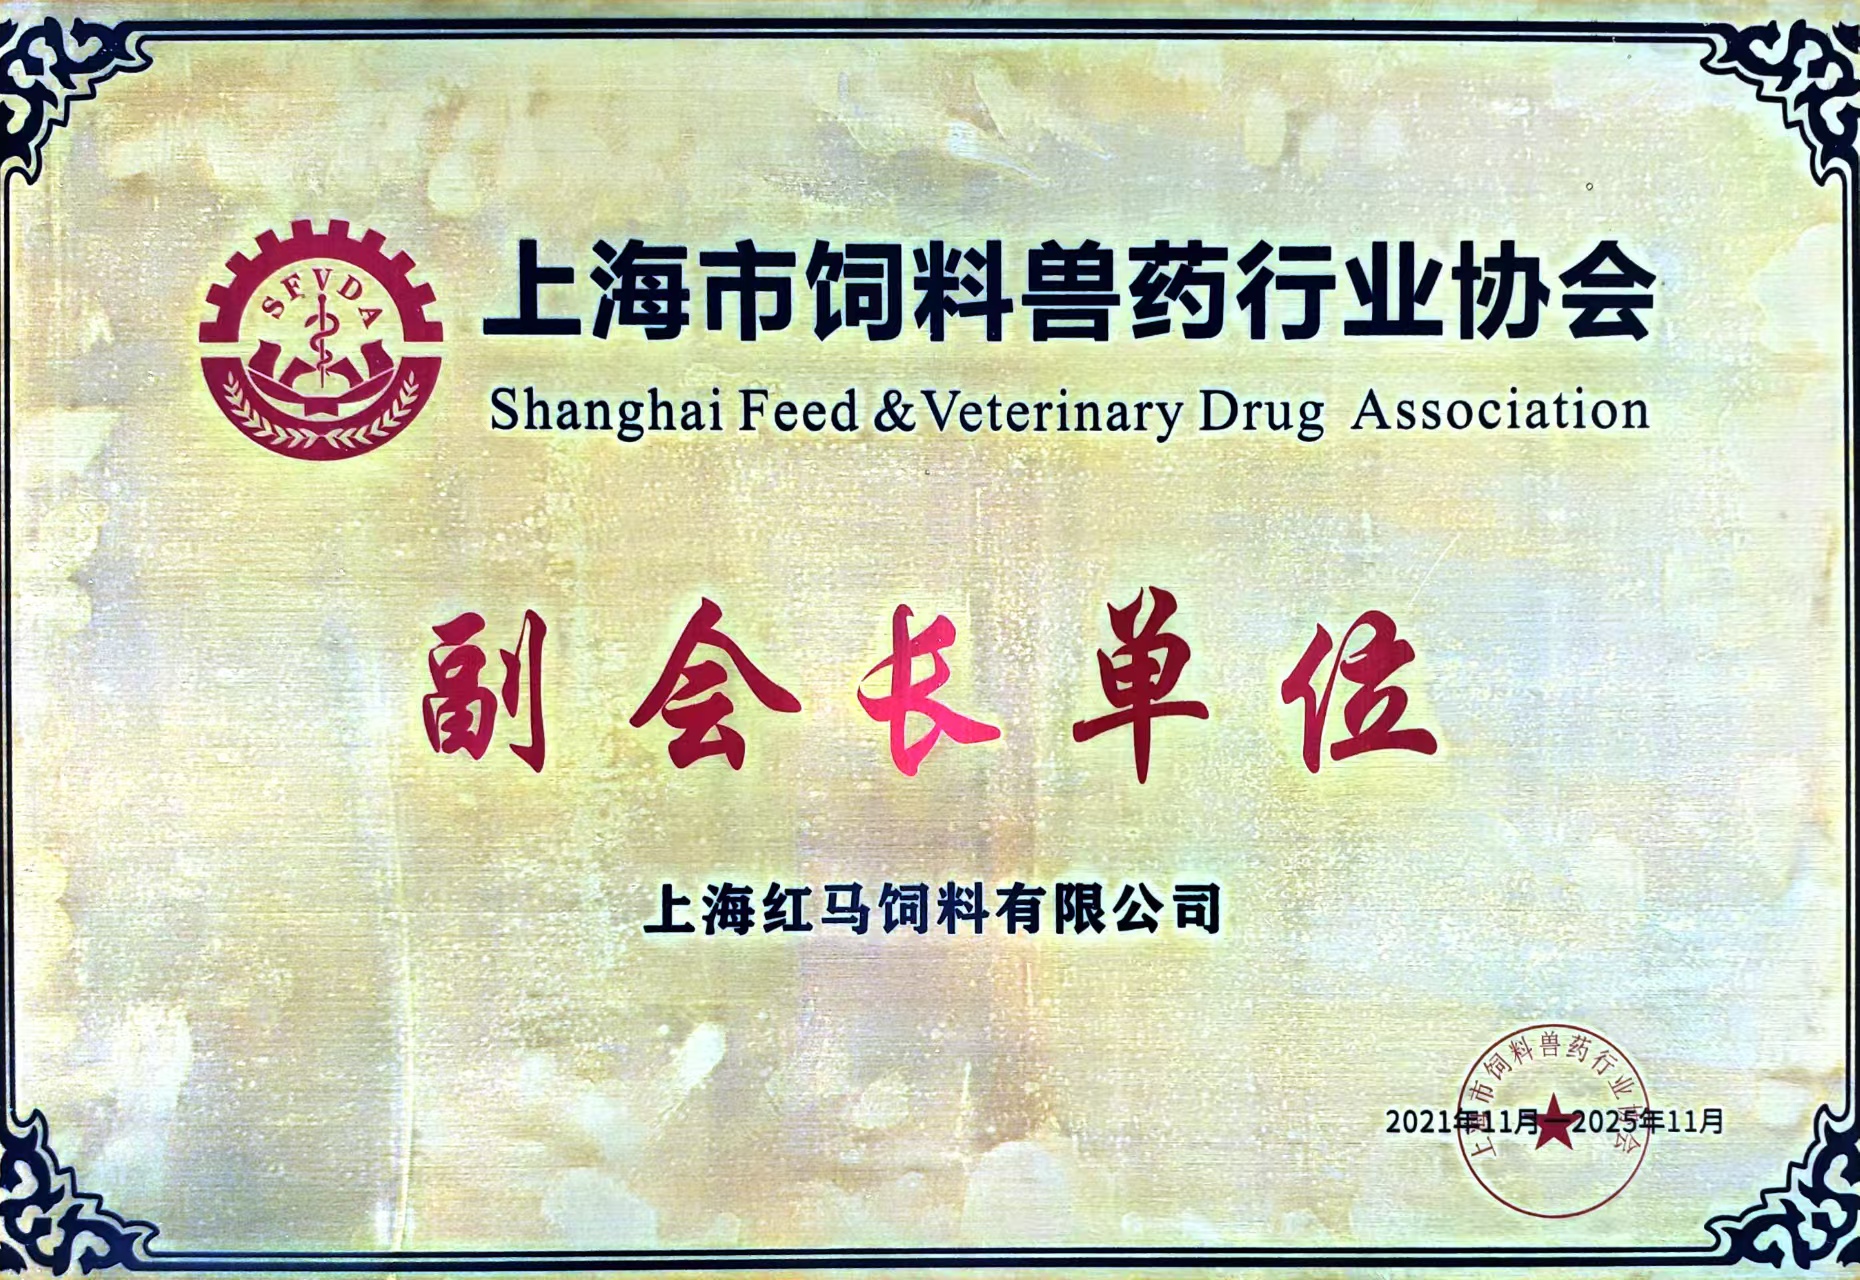 SFVDA
上海市饲料兽药行业协会
Shanghai Feed &Veterinary Drug Association
副会长单位
上海红马饲料有限公司
上海市饲料兽药行业协会
2021年11月—2025年11月